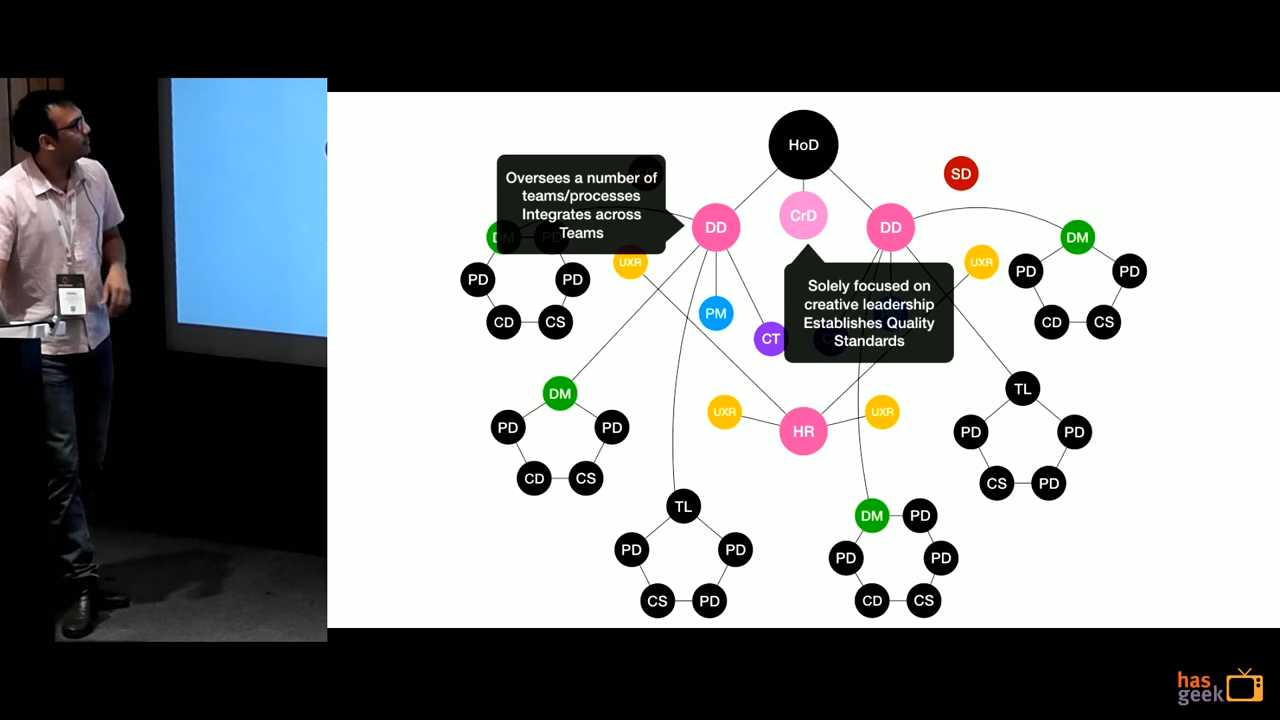 HoD
SD
Oversees a number of
teams/processes
Integrates across
Teams
DD
CrD
DD
DM
PD
DM
UXR
UXR
PD
PD
PD
PD
Solely focused on
creative leadership
Establishes Quality
Standards
PM
CT
CD
CS
CD
CS
DM
TL
UXR
UXR
HR
PD
PD
PD
PD
CD
CS
CS
PD
TL
DM
PD
PD
PD
PD
PD
CS
PD
CD
CS
has
geek